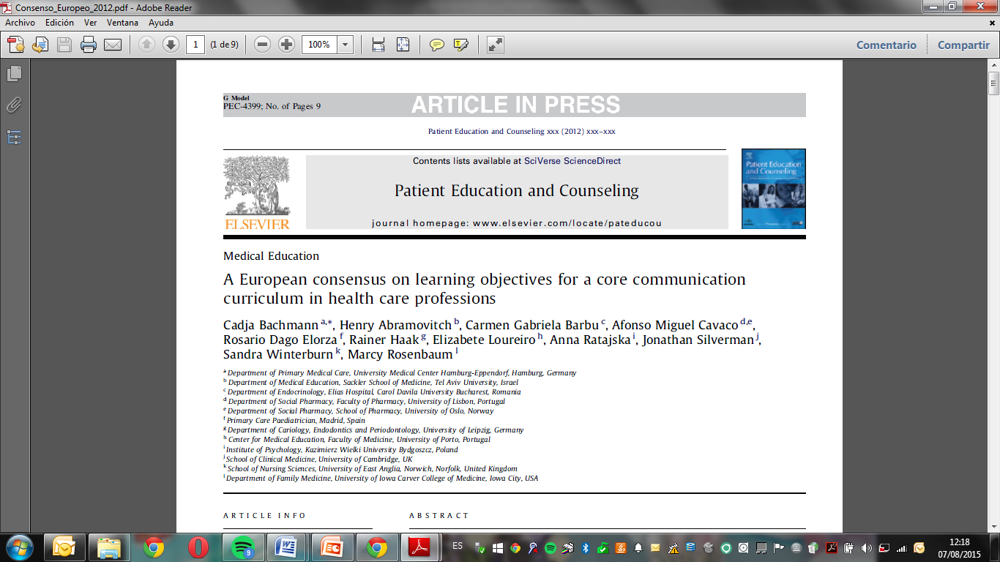 Consenso_Europeo_2012.pdf - Adobe Reader
Archivo Edición Ver Ventana Ayuda
1 (1 de 9) 100% Comentario Compartir
G Model
PEC-4399; No. of Pages 9
ARTICLE IN PRESS
Patient Education and Counseling xxx (2012) xxx–xxx
Contents lists available at SciVerse ScienceDirect
Patient Education and Counseling
journal homepage: www.elsevier.com/locate/pateducou
ELSEVIER
Patient Education
and Counseling
Medical Education
A European consensus on learning objectives for a core communication
curriculum in health care professions
Cadja Bachmann a,*, Henry Abramovitch b, Carmen Gabriela Barbu c, Afonso Miguel Cavaco d,e,
Rosario Dago Elorza f, Rainer Haak g, Elizabete Loureiro h, Anna Ratajska i, Jonathan Silverman j,
Sandra Winterburn k, Marcy Rosenbaum l
a Department of Primary Medical Care, University Medical Center Hamburg-Eppendorf, Hamburg, Germany
b Department of Medical Education, Sackler School of Medicine, Tel Aviv University, Israel
c Department of Endocrinology, Elias Hospital, Carol Davila University Bucharest, Romania
d Department of Social Pharmacy, Faculty of Pharmacy, University of Lisbon, Portugal
e Department of Social Pharmacy, School of Pharmacy, University of Oslo, Norway
f Primary Care Paediatrician, Madrid, Spain
g Department of Cariology, Endodontics and Periodontology, University of Leipzig, Germany
h Center for Medical Education, Faculty of Medicine, University of Porto, Portugal
i Institute of Psychology, Kazimierz Wielki University Bydgoszcz, Poland
j School of Clinical Medicine, University of Cambridge, UK
k School of Nursing Sciences, University of East Anglia, Norwich, Norfolk, United Kingdom
l Department of Family Medicine, University of Iowa Carver College of Medicine, Iowa City, USA
ARTICLE INFO
ABSTRACT
9
ES
12:18
07/08/2015